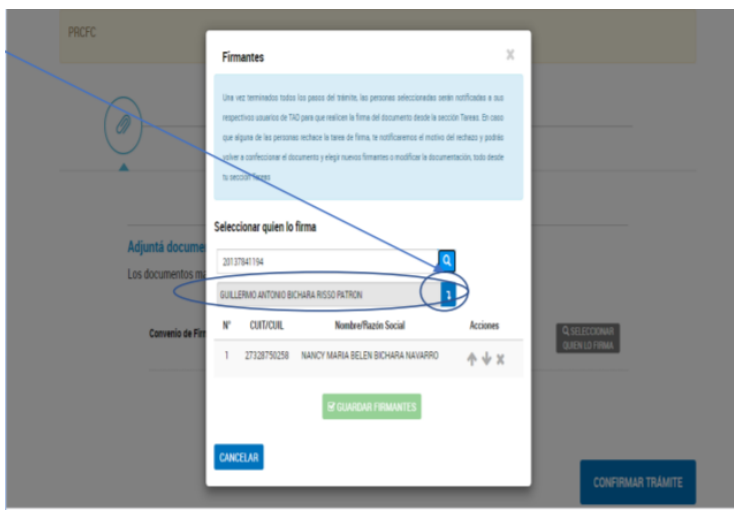 PRCFC
Firmantes
X
Una vez terminados todos los pasos del trámite, las personas seleccionadas serán notificadas a sus
respectivos usuarios de TAD para que realicen la firma del documento desde la sección Tareas. En caso
que alguna de las personas rechace la tarea de firma, te notificaremos el motivo del rechazo y podrás
volver a confeccionar el documento y elegir nuevos firmantes o modificar la documentación, todo desde
tu sección Tareas
Seleccionar quien lo firma
20137841194
GUILLERMO ANTONIO BICHARA RISSO PATRON
N° CUIT/CUIL Nombre/Razón Social Acciones
1 27328750258 NANCY MARIA BELEN BICHARA NAVARRO
GUARDAR FIRMANTES
CANCELAR
Adjuntá docume
Los documentos ma
Convenio de Fir
SELECCIONAR
QUIEN LO FIRMA
CONFIRMAR TRÁMITE